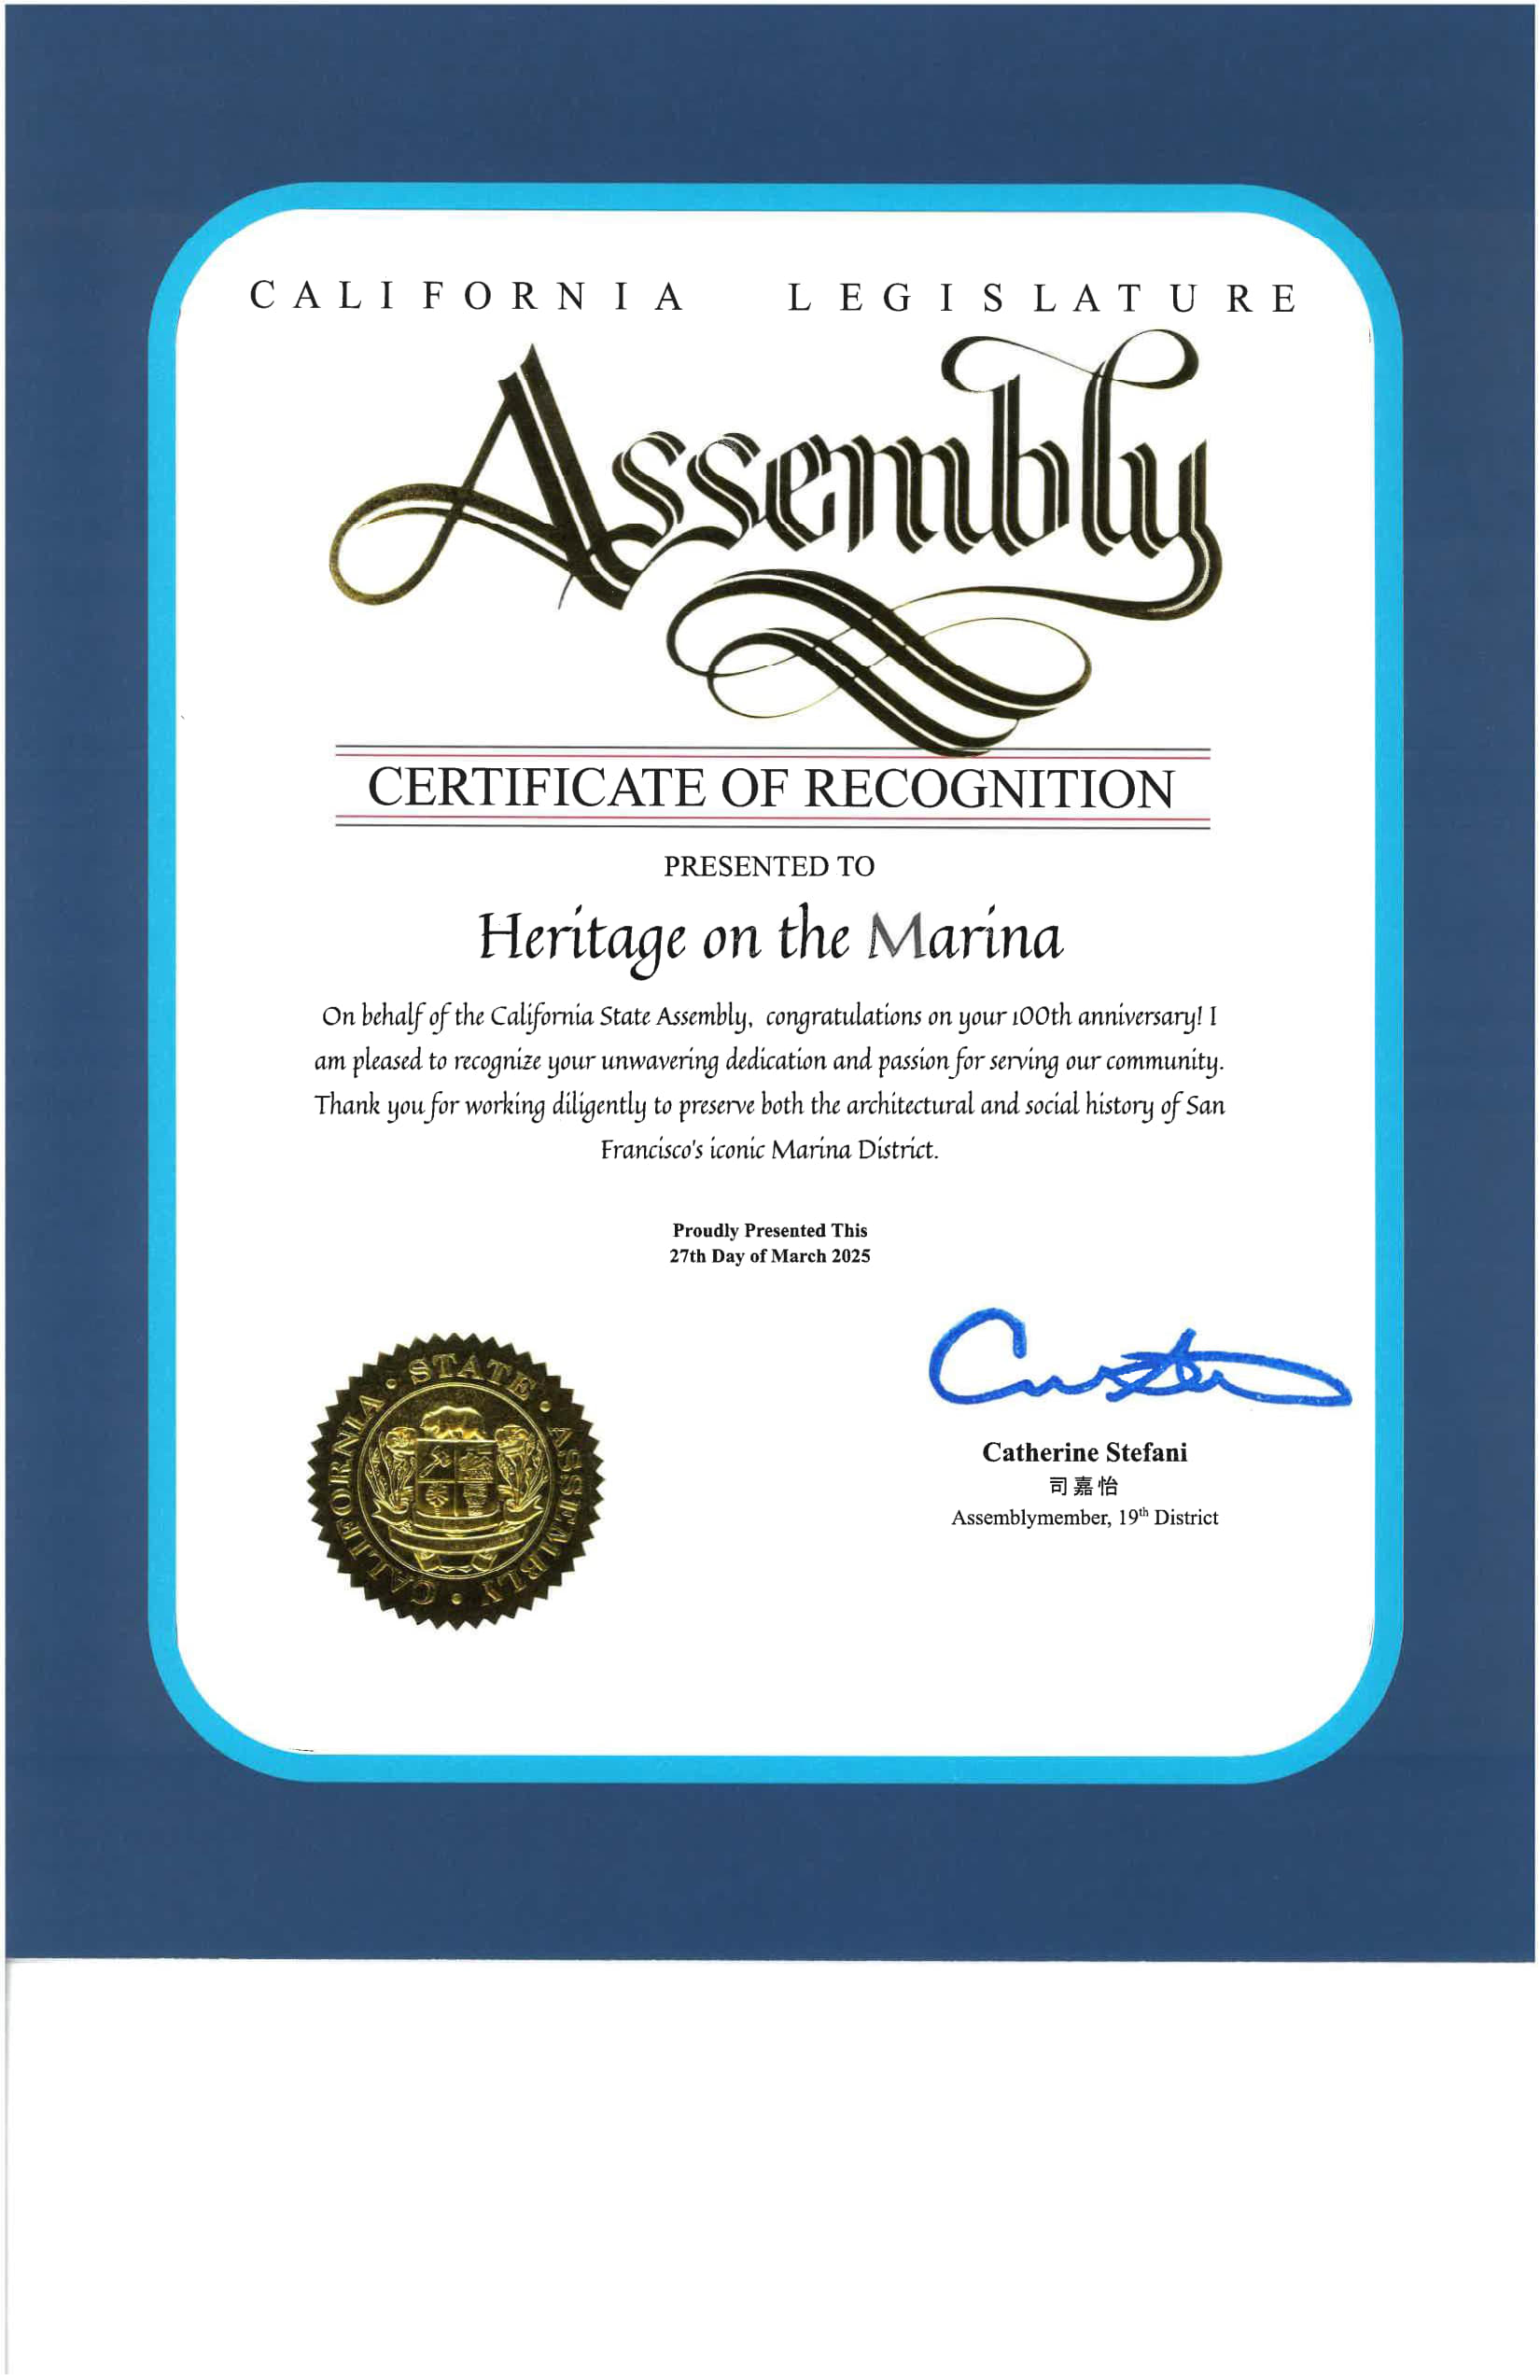 CALIFORNIA LEGISLATURE
Assembly
CERTIFICATE OF RECOGNITION
PRESENTED TO
Heritage on the Marina
On behalf of the California State Assembly, congratulations on your 100th anniversary! I
am pleased to recognize your unwavering dedication and passion for serving our community.
Thank you for working diligently to preserve both the architectural and social history of San
Francisco's iconic Marina District.
Proudly Presented This
27th Day of March 2025
CALIFORNIA • STATE • ASSEMBLY •
Catherine Stefani
司嘉怡
Assemblymember, 19th District